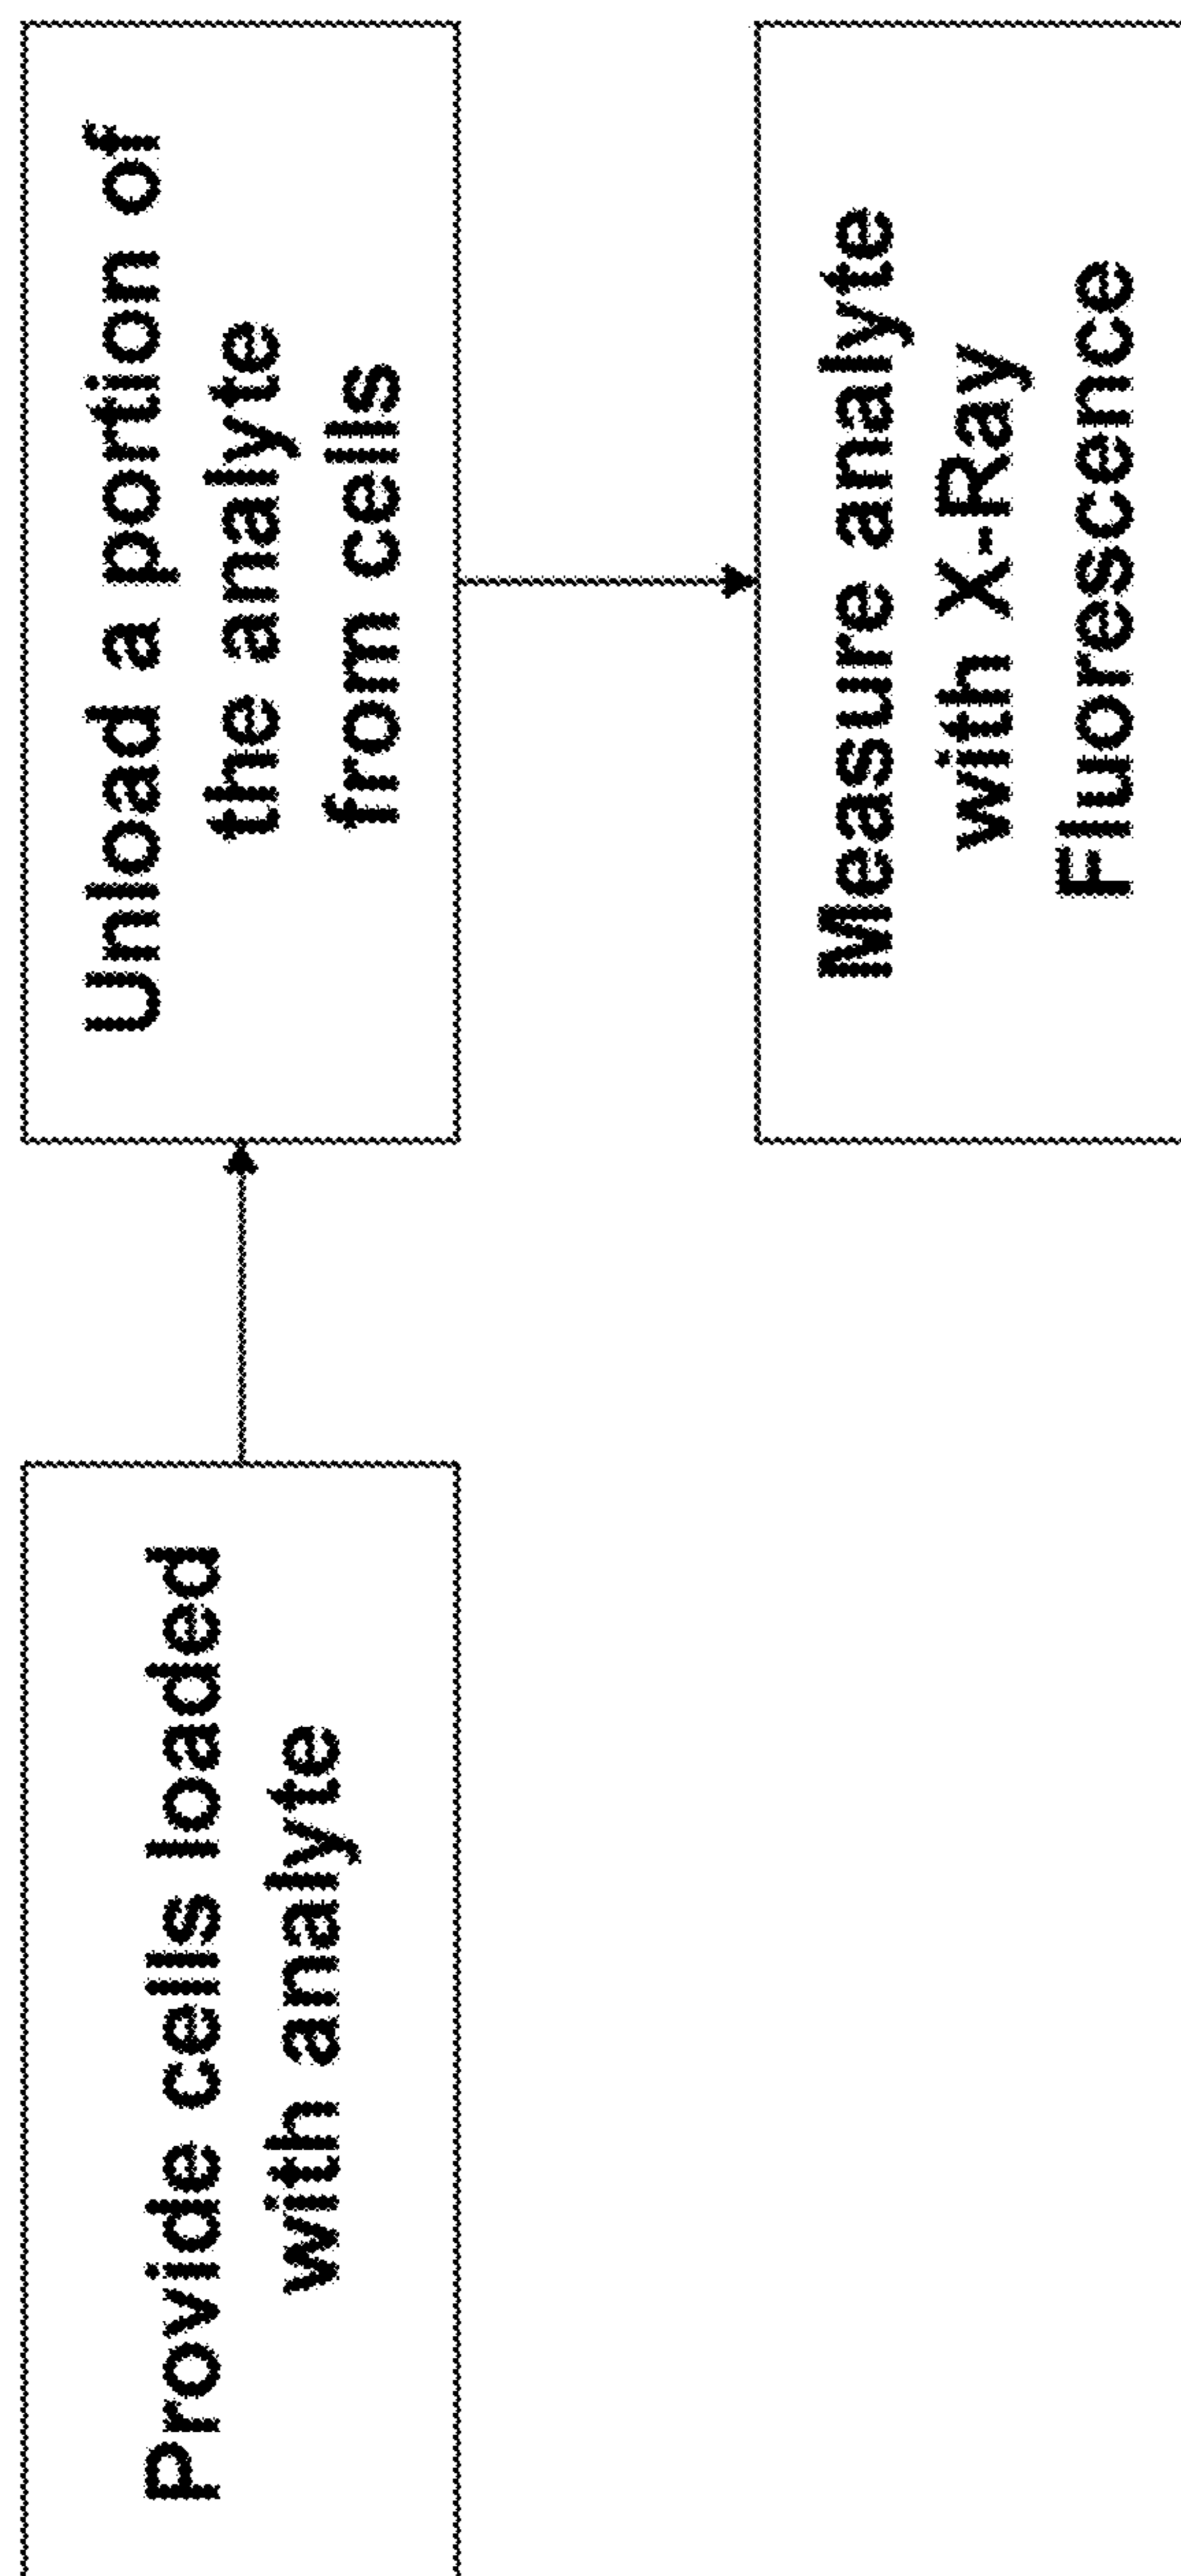 Provide cells loaded
with analyte
Unload a portion of
the analyte
from cells
Measure analyte
with X-Ray
Fluorescence